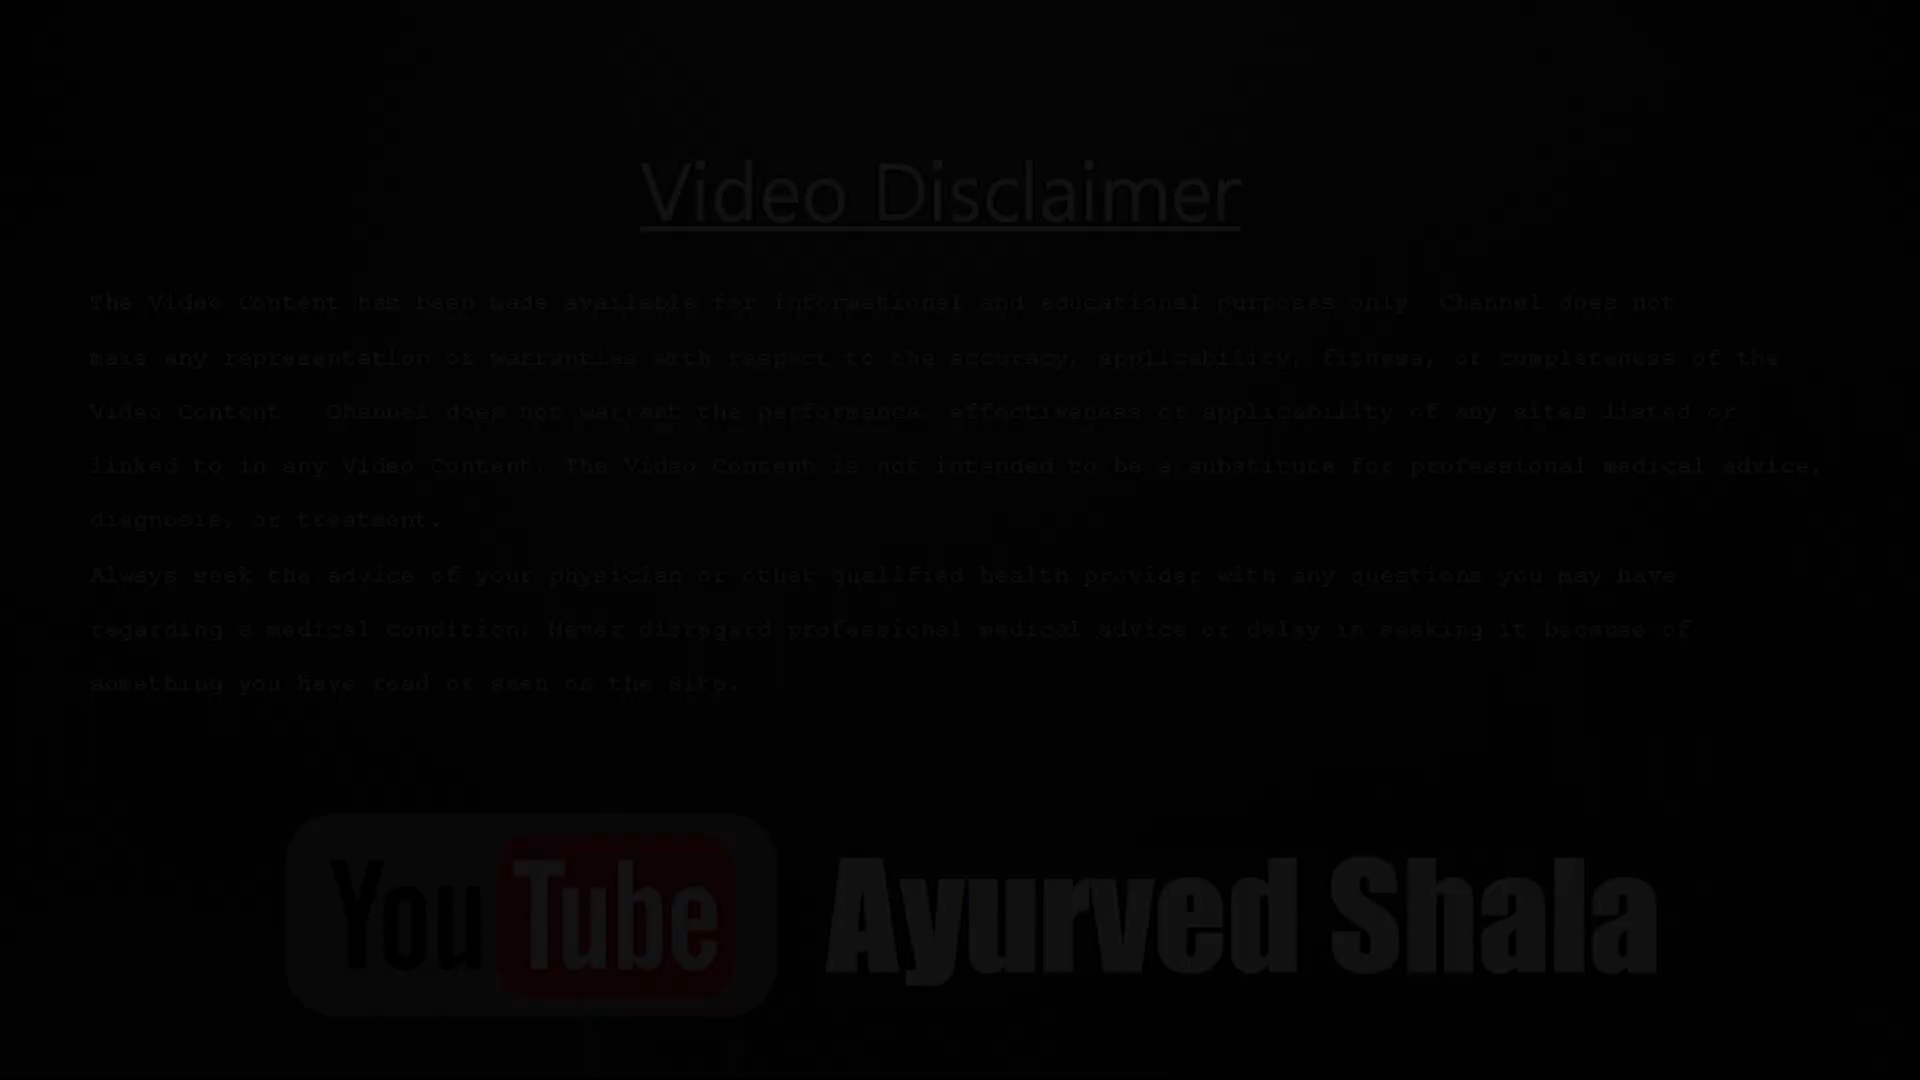 Video Disclaimer
The Video Content has been made available for informational and educational purposes only Channel does not
make any representation or warranties with respect to the accuracy, applicability, fitness, or completeness of the
Video Content Channel does not warrant the performance, effectiveness or applicability of any sites listed or
linked to in any Video Content. The Video Content is not intended to be a substitute for professional medical advice,
diagnosis, or treatment.
Always seek the advice of your physician or other qualified health provider with any questions you may have
regarding a medical condition. Never disregard professional medical advice or delay in seeking it because of
something you have read or seen on the Site.
YouTube Ayurved Shala